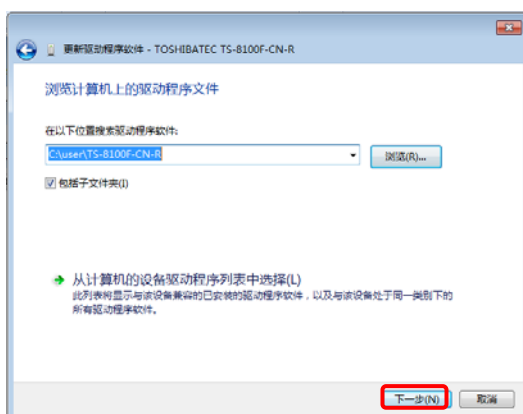 更新驱动程序软件 - TOSHIBATEC TS-8100F-CN-R
浏览计算机上的驱动程序文件
在以下位置搜索驱动程序软件:
C:\user\TS-8100F-CN-R
浏览(R)...
包括子文件夹(I)
从计算机的设备驱动程序列表中选择(L)
此列表将显示与该设备兼容的已安装的驱动程序软件，以及与该设备处于同一类别下的
所有驱动程序软件。
下一步(N)
取消